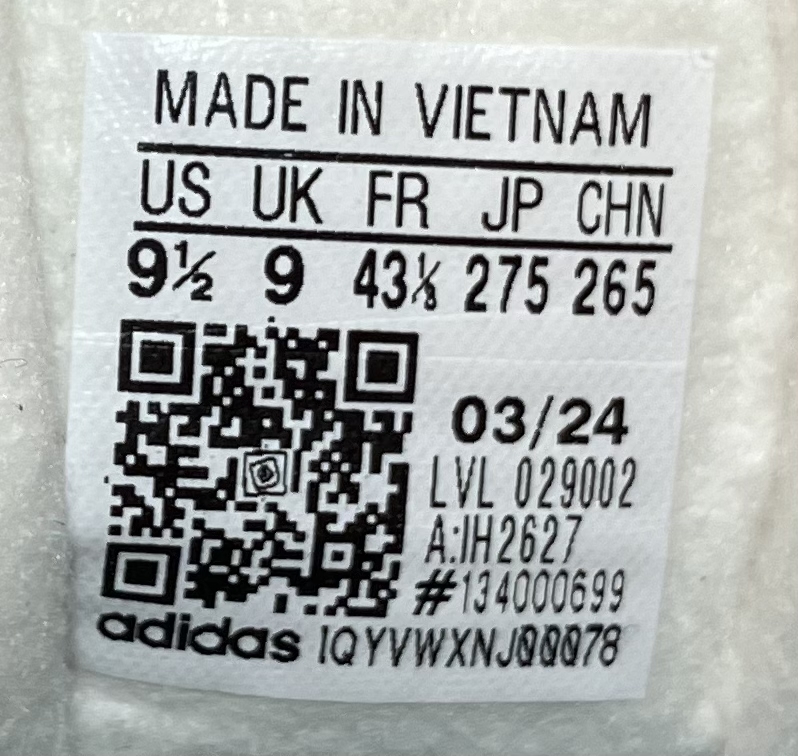 MADE IN VIETNAM
US UK FR JP CHN
9½ 9 43⅓ 275 265
03/24
LVL 029002
A:IH2627
#134000699
adidas 1QYVWXNJ00078